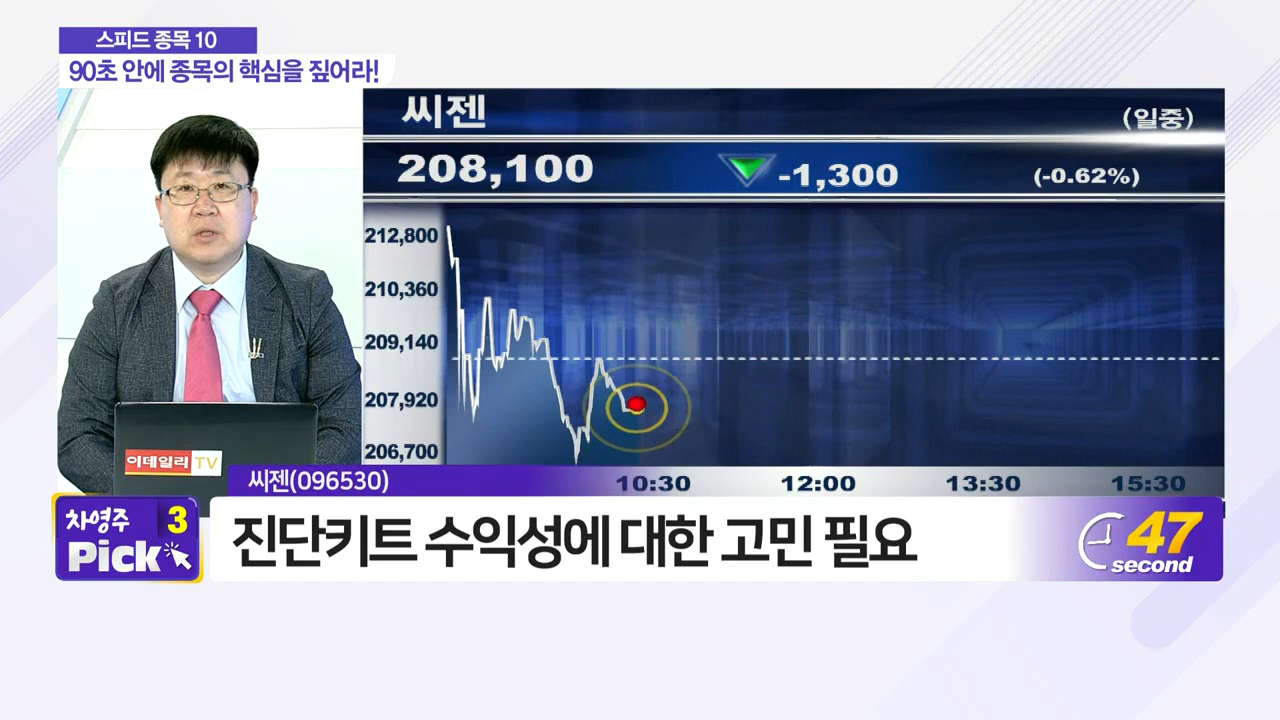 스피드 종목 10
90초 안에 종목의 핵심을 짚어라!
씨젠
(일중)
208,100
-1,300
(-0.62%)
212,800
210,360
209,140
207,920
206,700
10:30
12:00
13:30
15:30
이데일리 TV
씨젠(096530)
차영주 3
Pick
진단키트 수익성에 대한 고민 필요
47
second